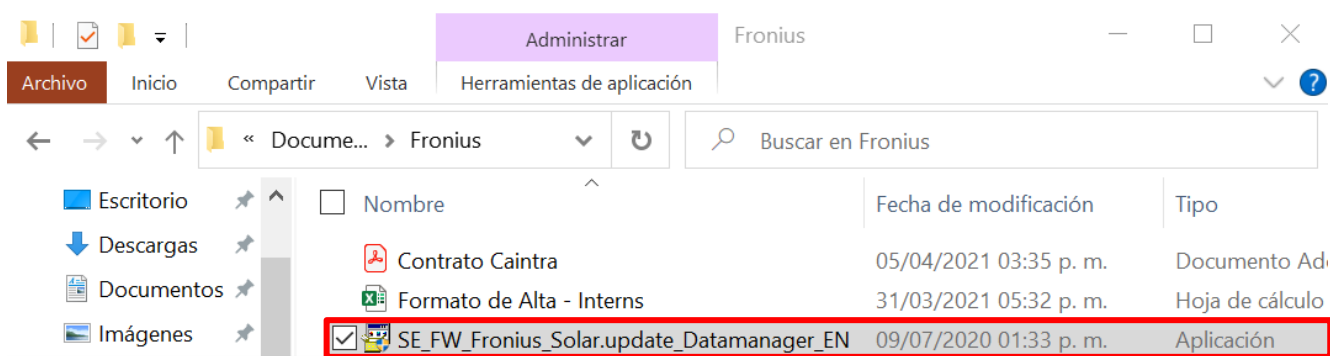 Administrar Fronius
Archivo Inicio Compartir Vista Herramientas de aplicación ?
« Docume... > Fronius Buscar en Fronius
Escritorio Nombre Fecha de modificación Tipo
Descargas Contrato Caintra 05/04/2021 03:35 p. m. Documento Ad
Documentos Formato de Alta - Interns 31/03/2021 05:32 p. m. Hoja de cálculo
Imágenes SE_FW_Fronius_Solar.update_Datamanager_EN 09/07/2020 01:33 p. m. Aplicación